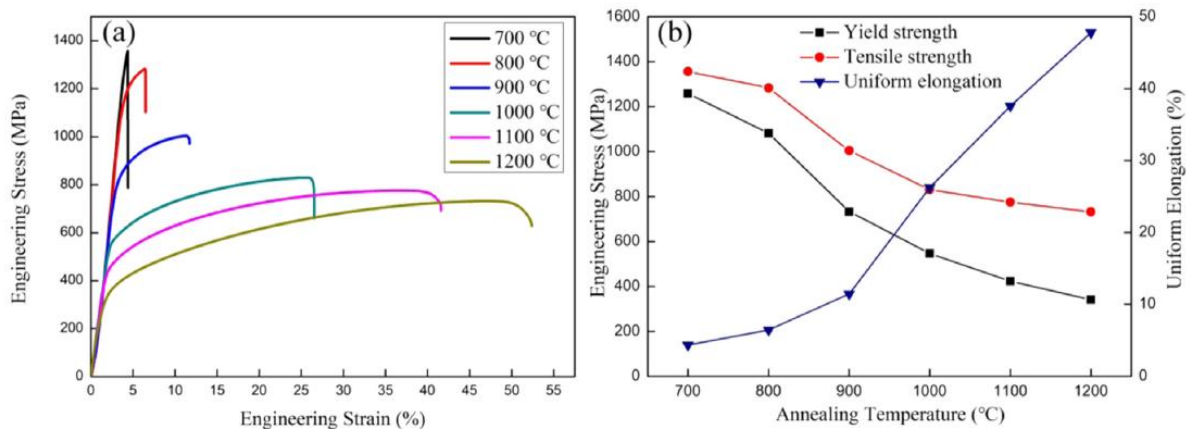 (a)
700 ℃
800 ℃
900 ℃
1000 ℃
1100 ℃
1200 ℃
1400
1200
1000
800
600
400
200
0
0 5 10 15 20 25 30 35 40 45 50 55
Engineering Stress (MPa)
Engineering Strain (%)
(b)
Yield strength
Tensile strength
Uniform elongation
1600
1400
1200
1000
800
600
400
200
0
50
40
30
20
10
0
700 800 900 1000 1100 1200
Engineering Stress (MPa)
Uniform Elongation (%)
Annealing Temperature (℃)